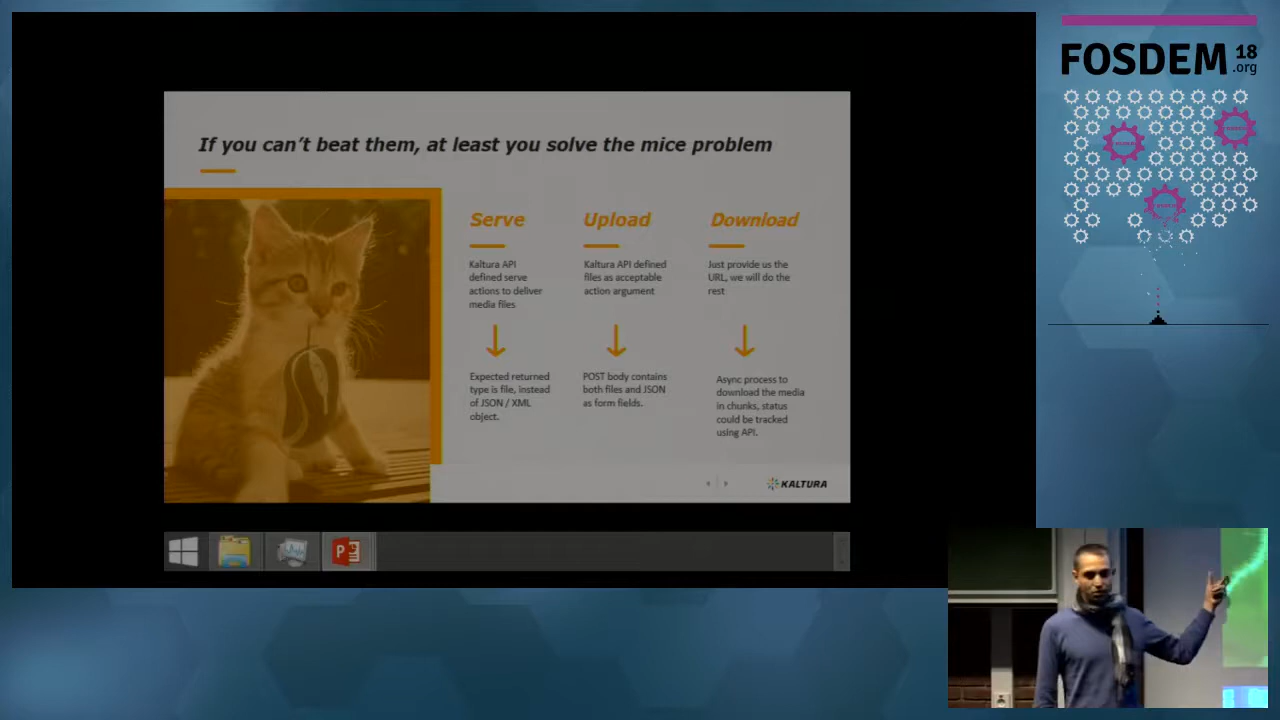 FOSDEM 18
.org
If you can't beat them, at least you solve the mice problem
Serve
Kaltura API
defined serve
actions to deliver
media files
Expected returned
type is file, instead
of JSON / XML
object.
Upload
Kaltura API defined
files as acceptable
action argument
POST body contains
both files and JSON
as form fields.
Download
Just provide us the
URL, we will do the
rest
Async process to
download the media
in chunks, status
could be tracked
using API.
KALTURA